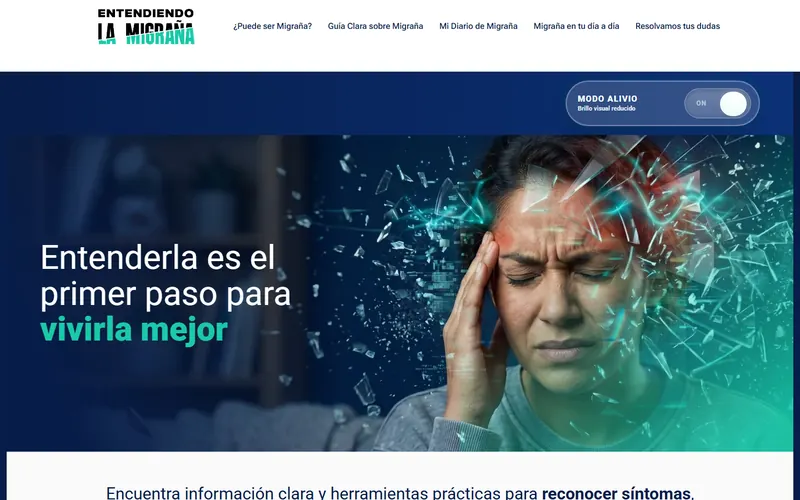 ENTENDIENDO
LA MIGRAÑA
¿Puede ser Migraña?
Guía Clara sobre Migraña
Mi Diario de Migraña
Migraña en tu día a día
Resolvamos tus dudas
MODO ALIVIO
Brillo visual reducido
ON
Entenderla es el
primer paso para
vivirla mejor
Encuentra información clara y herramientas prácticas para reconocer síntomas,